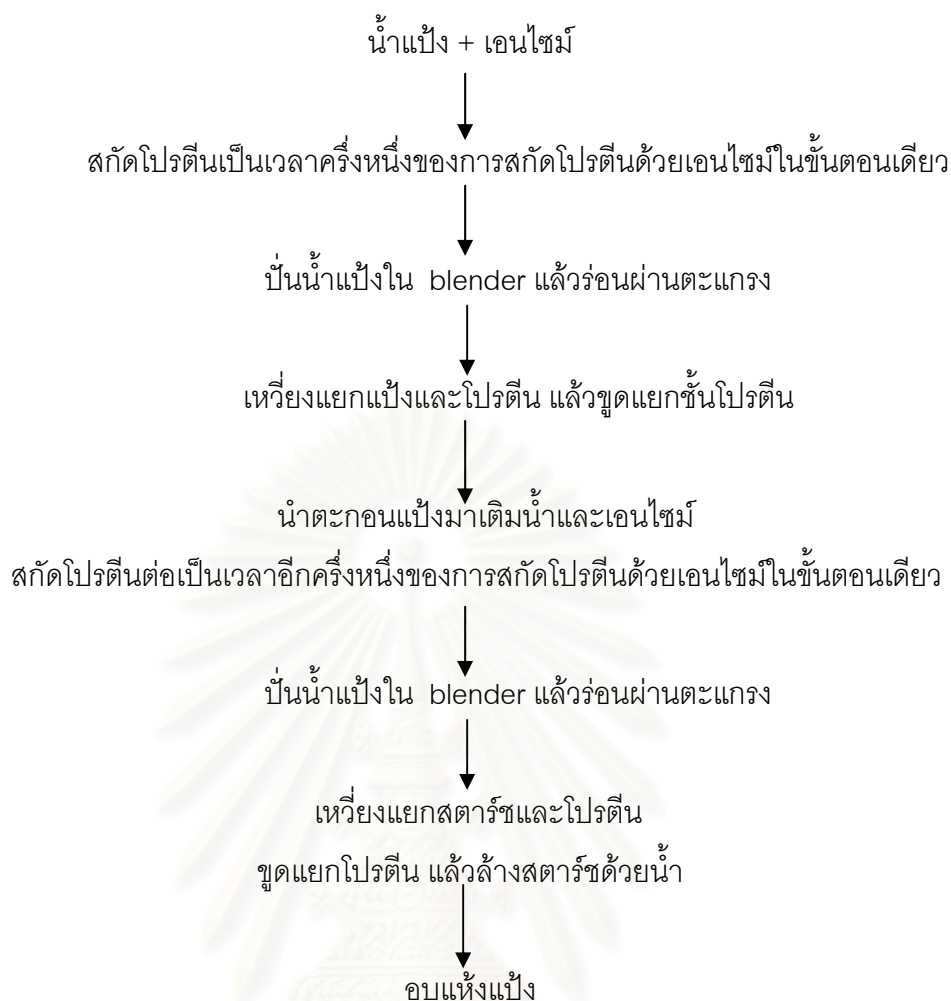 น้ำแป้ง + เอนไซม์
สกัดโปรตีนเป็นเวลาครึ่งหนึ่งของการสกัดโปรตีนด้วยเอนไซม์ในขั้นตอนเดียว
ปั่นน้ำแป้งใน blender แล้วร่อนผ่านตะแกรง
เหวี่ยงแยกแป้งและโปรตีน แล้วขูดแยกชั้นโปรตีน
นำตะกอนแป้งมาเติมน้ำและเอนไซม์
สกัดโปรตีนต่อเป็นเวลาอีกครึ่งหนึ่งของการสกัดโปรตีนด้วยเอนไซม์ในขั้นตอนเดียว
ปั่นน้ำแป้งใน blender แล้วร่อนผ่านตะแกรง
เหวี่ยงแยกสตาร์ชและโปรตีน
ขูดแยกโปรตีน แล้วล้างสตาร์ชด้วยน้ำ
อบแห้งแป้ง